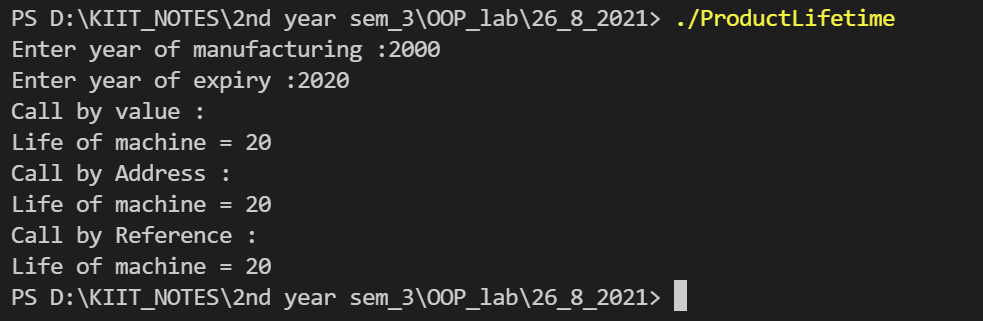 PS D:\KIIT_NOTES\2nd year sem_3\OOP_lab\26_8_2021> ./ProductLifetime
Enter year of manufacturing :2000
Enter year of expiry :2020
Call by value :
Life of machine = 20
Call by Address :
Life of machine = 20
Call by Reference :
Life of machine = 20
PS D:\KIIT_NOTES\2nd year sem_3\OOP_lab\26_8_2021>